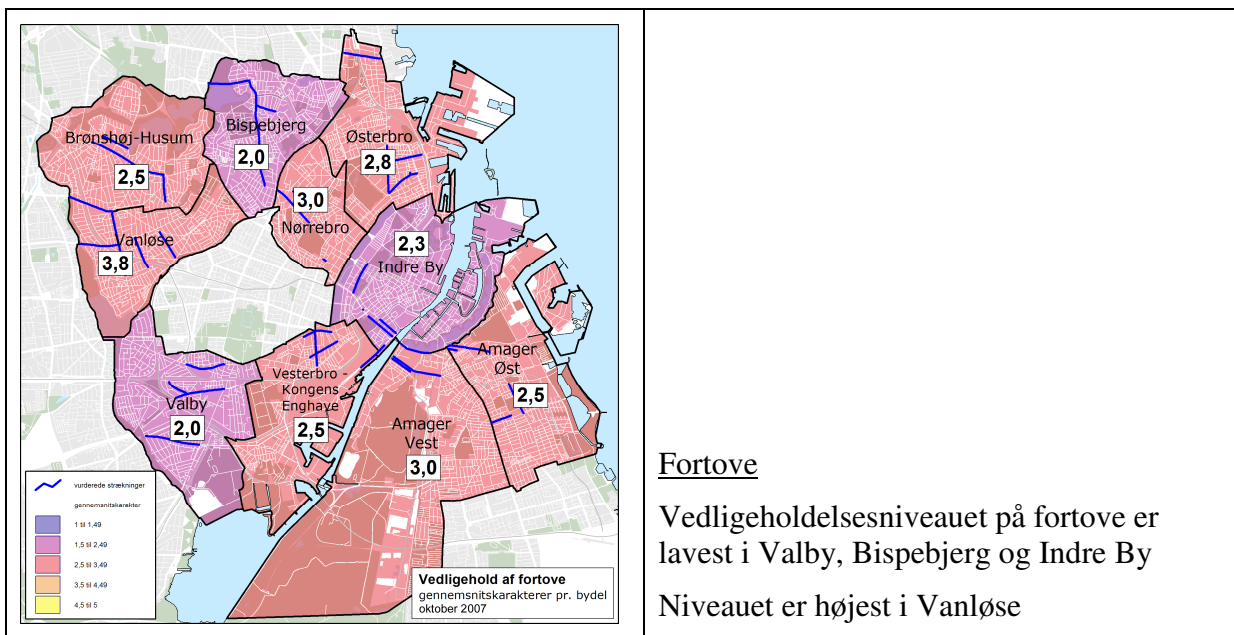 Brønshøj-Husum
2,5
Bispebjerg
2,0
Østerbro
2,8
3,0
Nørrebro
Vanløse
3,8
2,3
Indre By
Amager
Øst
2,5
Vesterbro -
Kongens
Enghave
2,5
Valby
2,0
Amager
Vest
3,0
vurderede strækninger
gennemsnitskarakter
1 til 1,49
1,5 til 2,49
2,5 til 3,49
3,5 til 4,49
4,5 til 5
Vedligehold af fortove
gennemsnitskarakterer pr. bydel
oktober 2007
Fortove
Vedligeholdelsesniveauet på fortove er
lavest i Valby, Bispebjerg og Indre By
Niveauet er højest i Vanløse